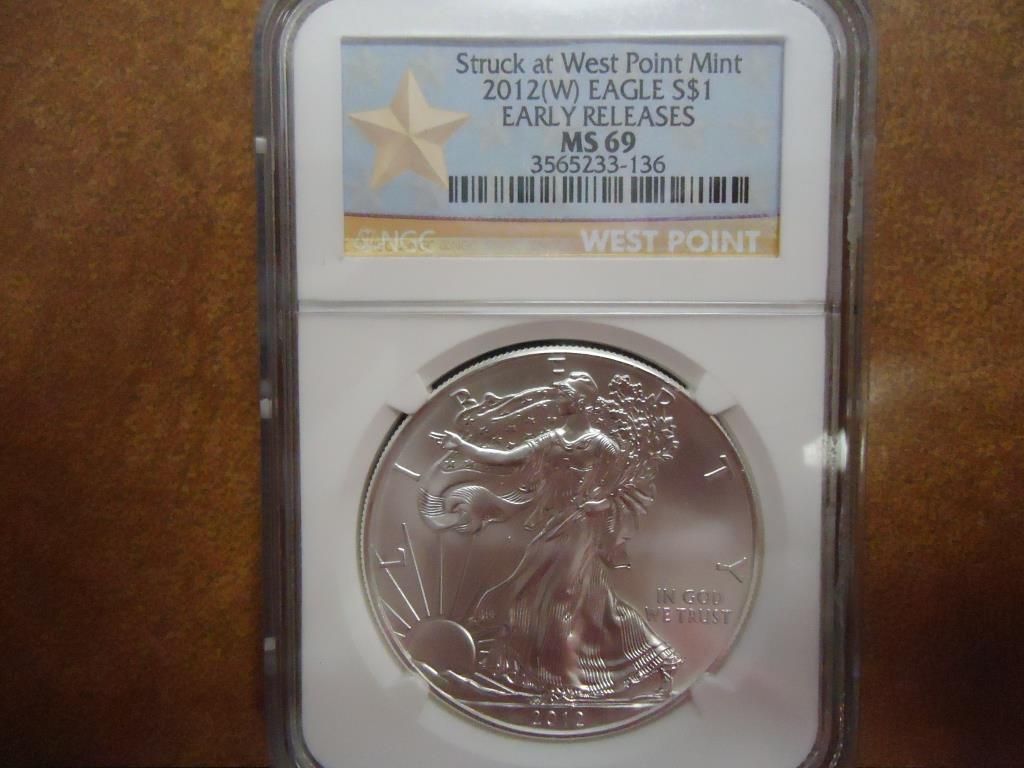 Struck at West Point Mint
2012(W) EAGLE S$1
EARLY RELEASES
MS 69
3565233-136
NGC WEST POINT
LIBERTY
IN GOD
WE TRUST
2012